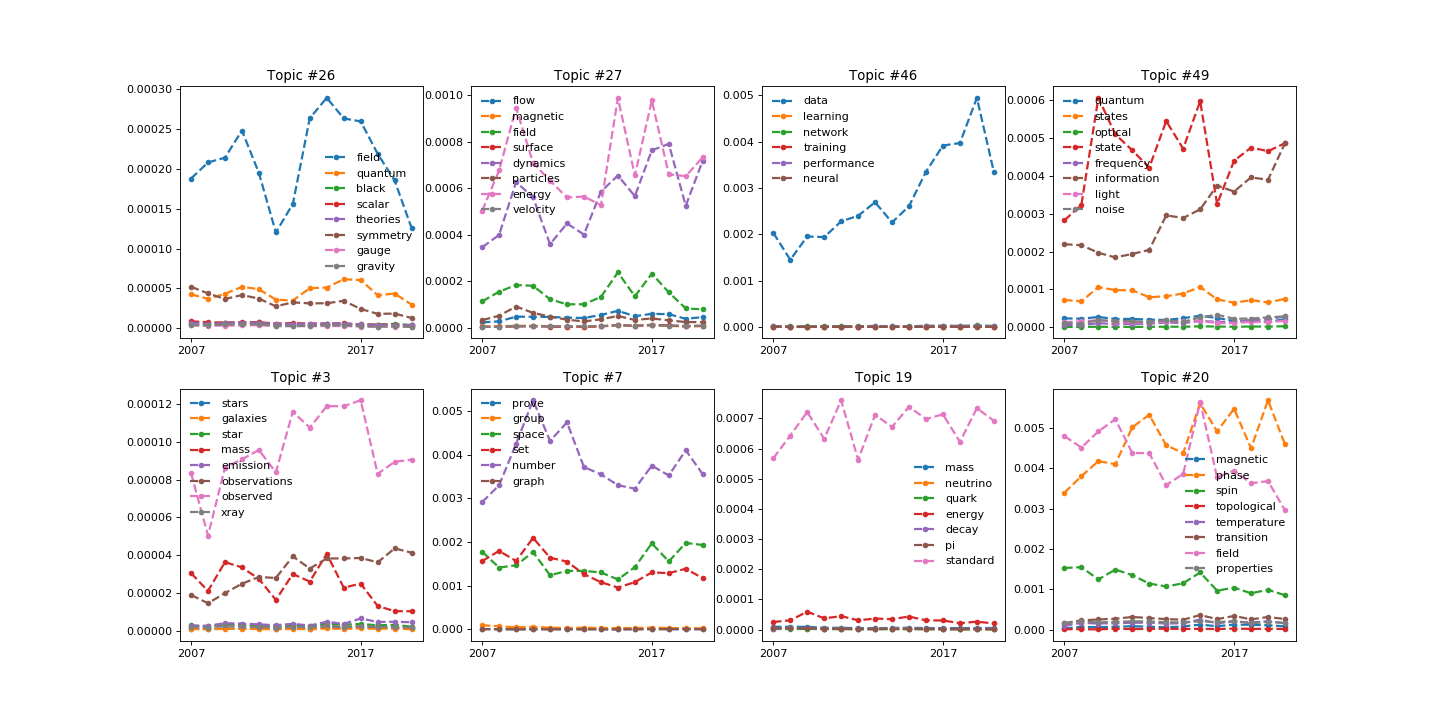 Topic #26
0.00030
0.00025
0.00020
0.00015
0.00010
0.00005
0.00000
field
quantum
black
scalar
theories
symmetry
gauge
gravity
2007
2017
Topic #27
0.0010
0.0008
0.0006
0.0004
0.0002
0.0000
flow
magnetic
field
surface
dynamics
particles
energy
velocity
2007
2017
Topic #46
0.005
0.004
0.003
0.002
0.001
0.000
data
learning
network
training
performance
neural
2007
2017
Topic #49
0.0006
0.0005
0.0004
0.0003
0.0002
0.0001
0.0000
quantum
states
optical
state
frequency
information
light
noise
2007
2017
Topic #3
0.00012
0.00010
0.00008
0.00006
0.00004
0.00002
0.00000
stars
galaxies
star
mass
emission
observations
observed
xray
2007
2017
Topic #7
0.005
0.004
0.003
0.002
0.001
0.000
prove
group
space
set
number
graph
2007
2017
Topic 19
0.0007
0.0006
0.0005
0.0004
0.0003
0.0002
0.0001
0.0000
mass
neutrino
quark
energy
decay
pi
standard
2007
2017
Topic #20
0.005
0.004
0.003
0.002
0.001
0.000
magnetic
phase
spin
topological
temperature
transition
field
properties
2007
2017